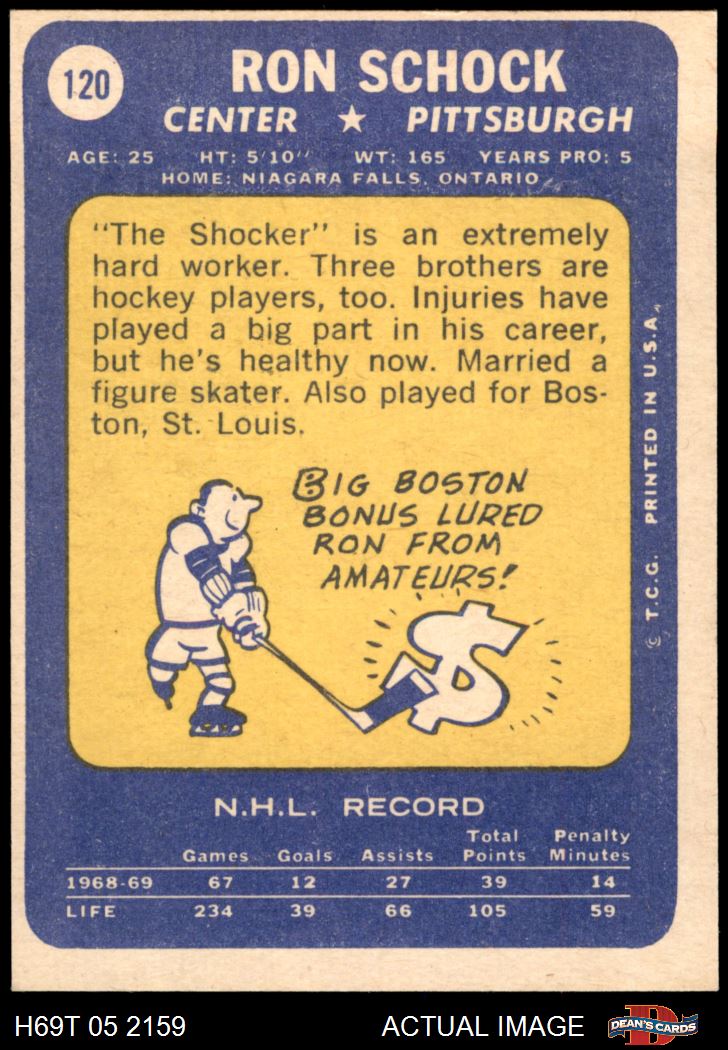 120
RON SCHOCK
CENTER ★ PITTSBURGH
AGE: 25 HT: 5'10'' WT: 165 YEARS PRO: 5
HOME: NIAGARA FALLS, ONTARIO
"The Shocker" is an extremely
hard worker. Three brothers are
hockey players, too. Injuries have
played a big part in his career,
but he's healthy now. Married a
figure skater. Also played for Bos-
ton, St. Louis.
BIG BOSTON
BONUS LURED
RON FROM
AMATEURS!
$
© T.C.G. PRINTED IN U.S.A.
N.H.L. RECORD
Games Goals Assists Total Points Penalty Minutes
1968-69 67 12 27 39 14
LIFE 234 39 66 105 59
H69T 05 2159 ACTUAL IMAGE D DEAN'S CARDS